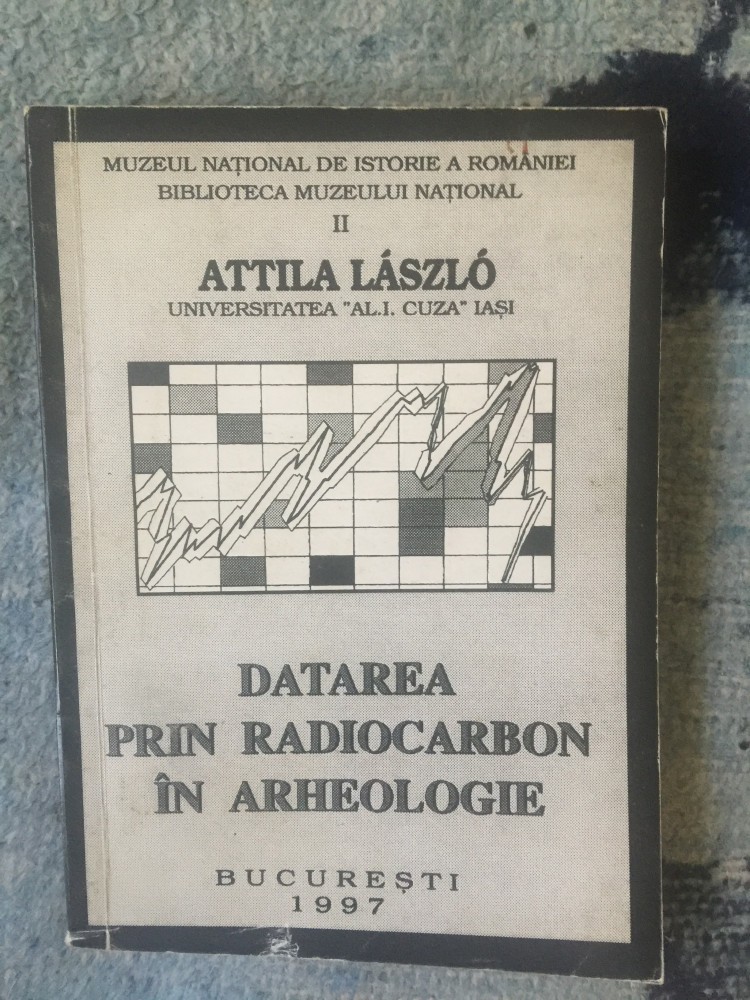 MUZEUL NAȚIONAL DE ISTORIE A ROMÂNIEI
BIBLIOTECA MUZEULUI NAȚIONAL
II
ATTILA LÁSZLÓ
UNIVERSITATEA "AL.I. CUZA" IAȘI
DATAREA
PRIN RADIOCARBON
ÎN ARHEOLOGIE
BUCUREȘTI
1997